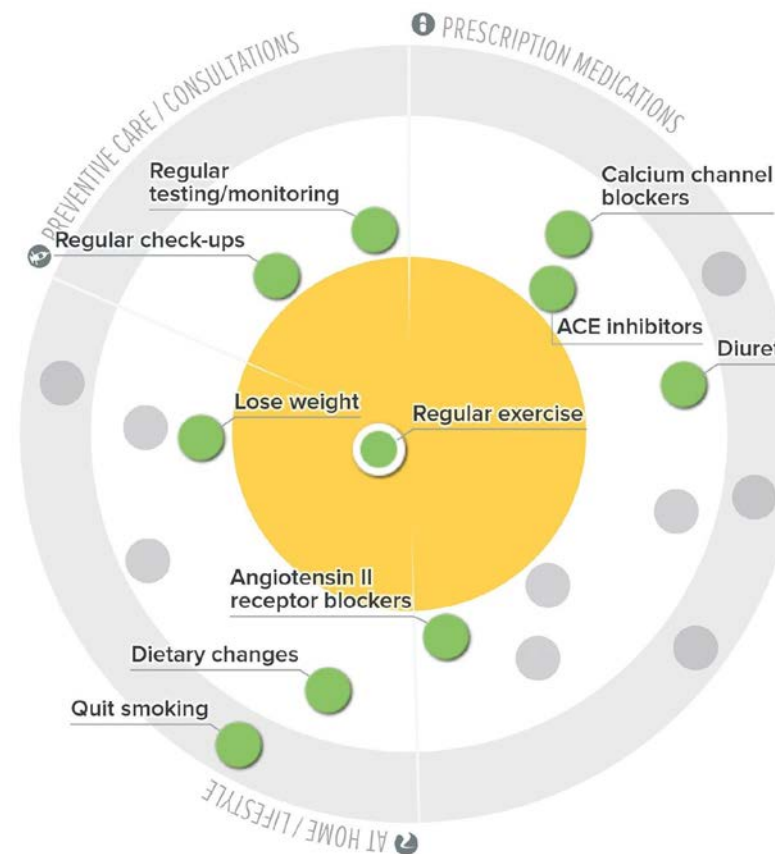 PRESCRIPTION MEDICATIONS
PREVENTIVE CARE / CONSULTATIONS
Regular
testing/monitoring
Calcium channel
blockers
Regular check-ups
ACE inhibitors
Lose weight
Regular exercise
Angiotensin II
receptor blockers
Dietary changes
Quit smoking
AT HOME / LIFESTYLE